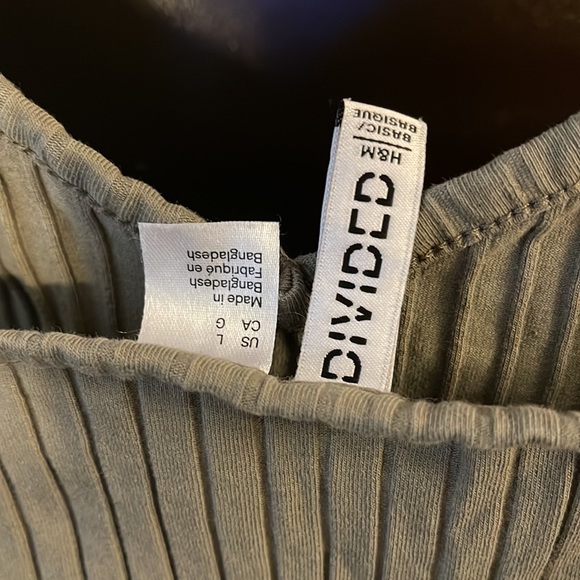 US L
CA G
Made in
Bangladesh
Fabriqué en
Bangladesh
DIVIDED
H&M / BASIC/
BASIQUE